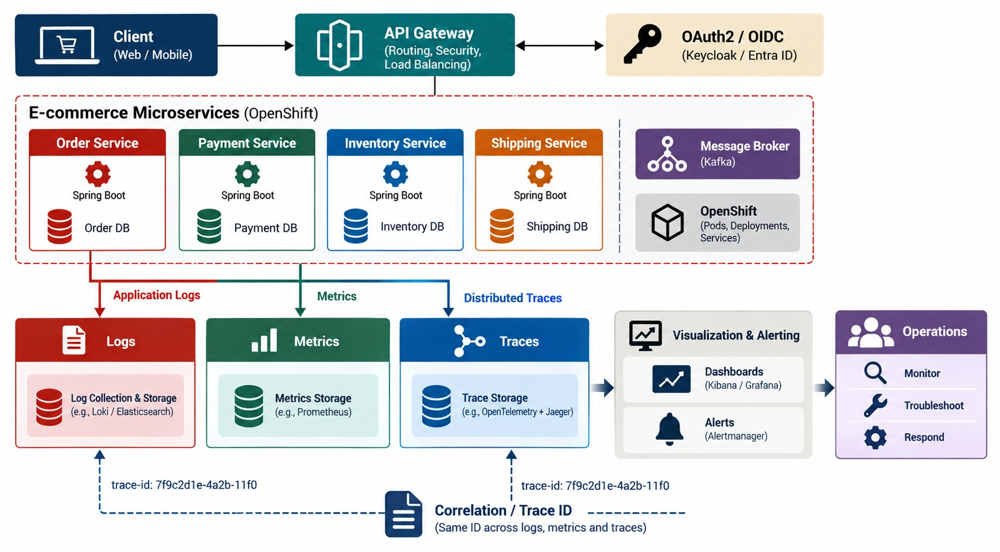 Client
(Web / Mobile)
API Gateway
(Routing, Security,
Load Balancing)
OAuth2 / OIDC
(Keycloak / Entra ID)
E-commerce Microservices (OpenShift)
Order Service
Spring Boot
Order DB
Payment Service
Spring Boot
Payment DB
Inventory Service
Spring Boot
Inventory DB
Shipping Service
Spring Boot
Shipping DB
Message Broker
(Kafka)
OpenShift
(Pods, Deployments,
Services)
Application Logs
Metrics
Distributed Traces
Logs
Log Collection & Storage
(e.g., Loki / Elasticsearch)
Metrics
Metrics Storage
(e.g., Prometheus)
Traces
Trace Storage
(e.g., OpenTelemetry + Jaeger)
Visualization & Alerting
Dashboards
(Kibana / Grafana)
Alerts
(Alertmanager)
Operations
Monitor
Troubleshoot
Respond
trace-id: 7f9c2d1e-4a2b-11f0
trace-id: 7f9c2d1e-4a2b-11f0
Correlation / Trace ID
(Same ID across logs, metrics and traces)